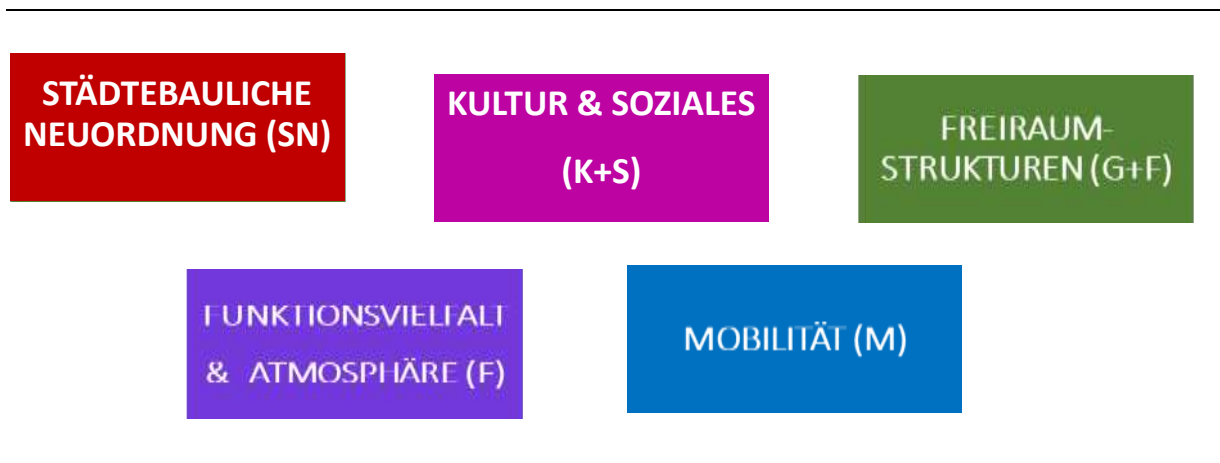 STÄDTEBAULICHE
NEUORDNUNG (SN)
KULTUR & SOZIALES
(K+S)
FREIRAUM-
STRUKTUREN (G+F)
FUNKTIONSVIELFALT
& ATMOSPHÄRE (F)
MOBILITÄT (M)